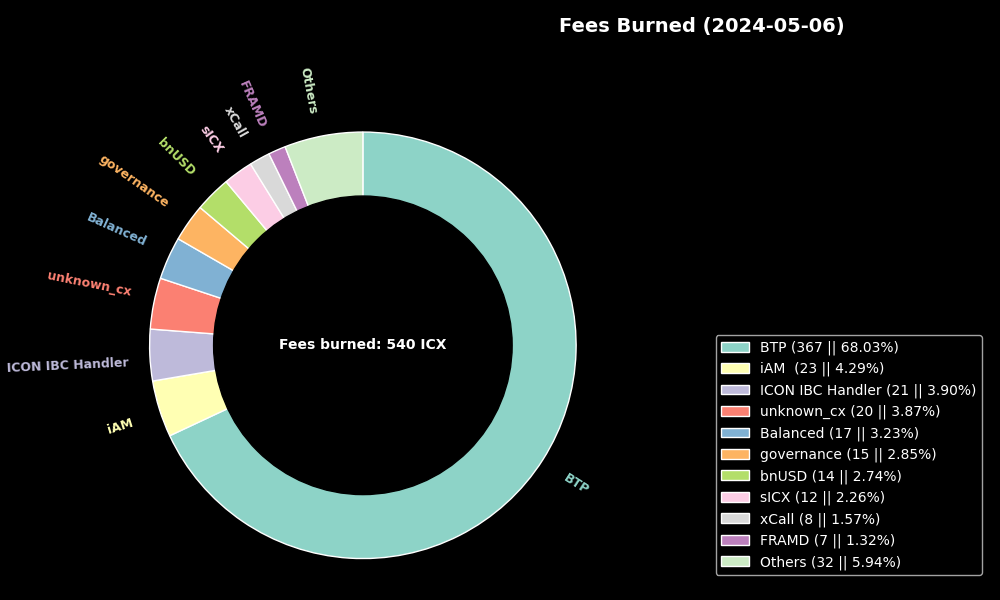 Fees Burned (2024-05-06)
Others
FRAMD
xCall
sICX
bnUSD
governance
Balanced
unknown_cx
ICON IBC Handler
iAM
BTP
Fees burned: 540 ICX
BTP (367 || 68.03%)
iAM  (23 || 4.29%)
ICON IBC Handler (21 || 3.90%)
unknown_cx (20 || 3.87%)
Balanced (17 || 3.23%)
governance (15 || 2.85%)
bnUSD (14 || 2.74%)
sICX (12 || 2.26%)
xCall (8 || 1.57%)
FRAMD (7 || 1.32%)
Others (32 || 5.94%)